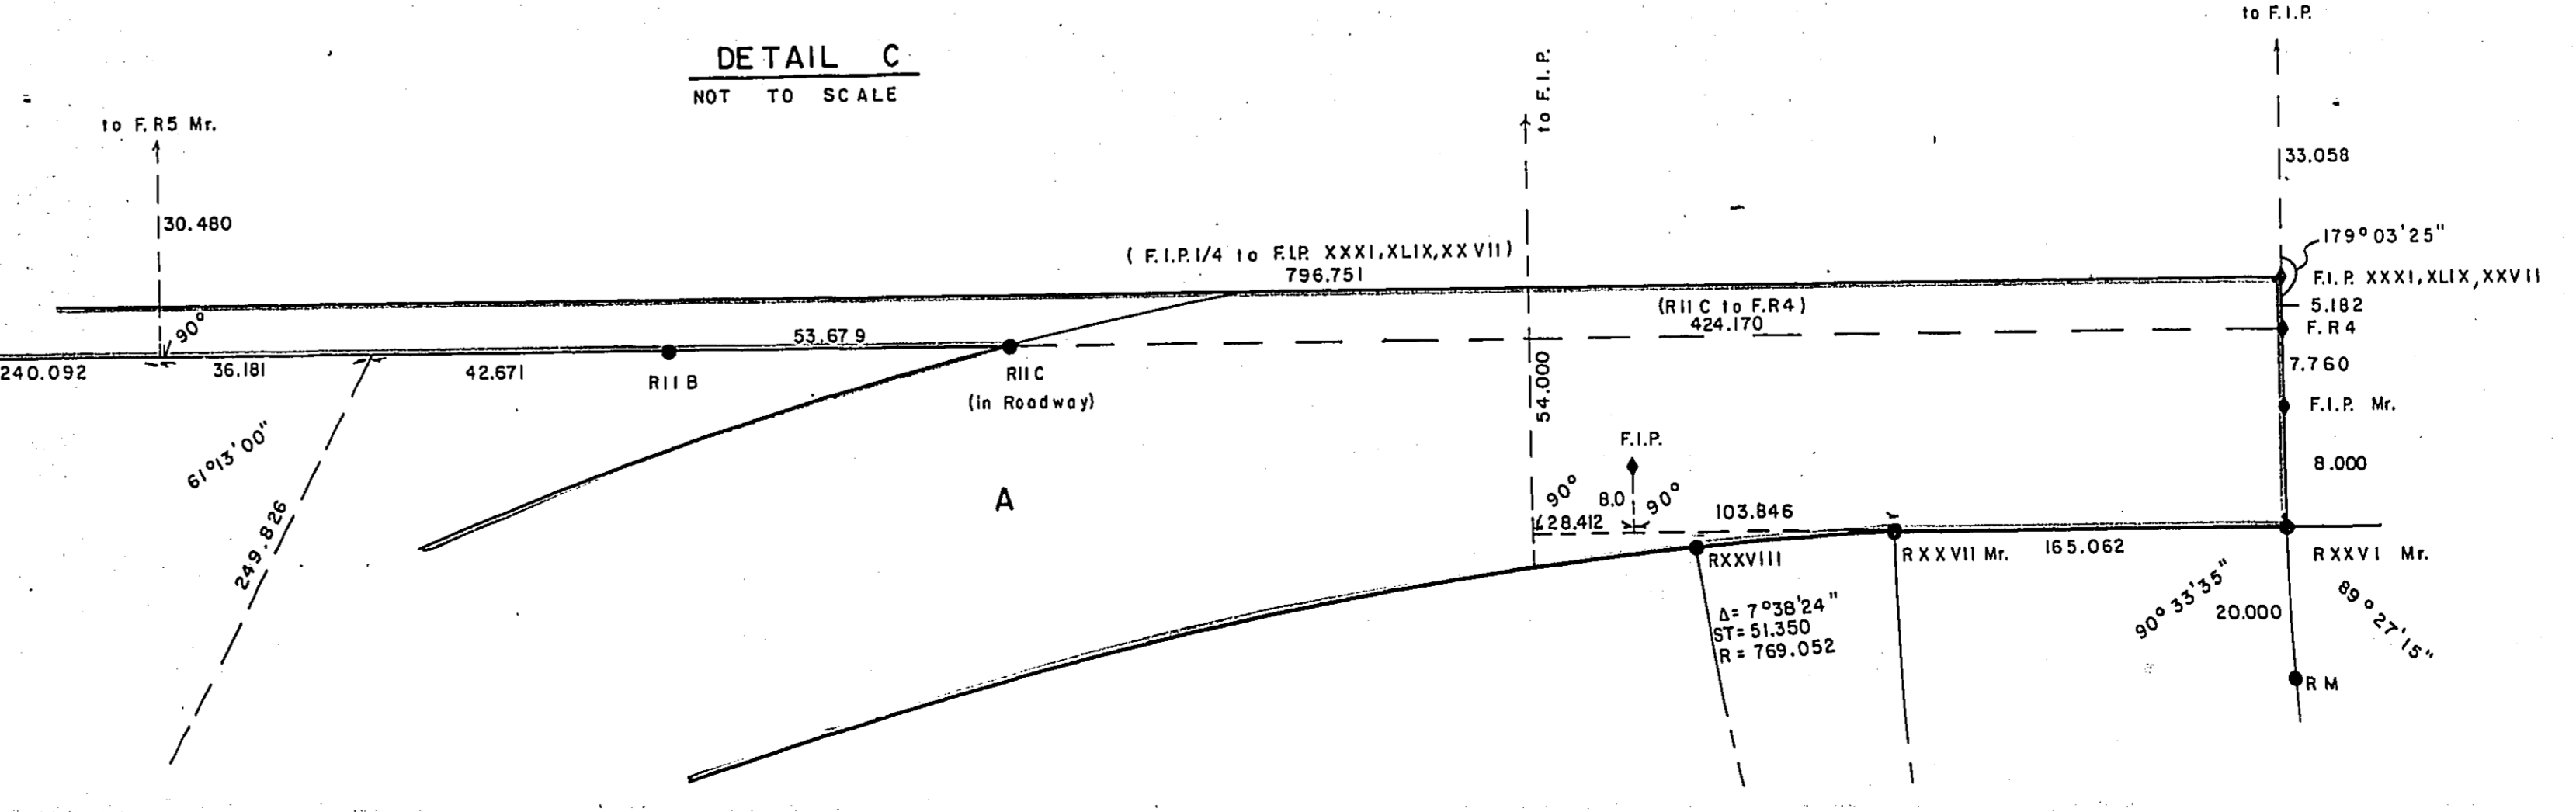 to F.I.P.
DETAIL C
NOT TO SCALE
to F.I.P.
to F.R5 Mr.
33.058
30.480
179°03'25"
( F.I.P. 1/4 to F.I.P. XXXI, XLIX, XXVII)
796.751
F.I.P. XXXI, XLIX, XXVII
5.182
(R11C to F.R4)
424.170
F.R4
90°
53.679
7.760
240.092
36.181
42.671
R11B
R11C
(in Roadway)
54.000
F.I.P. Mr.
61°13'00"
F.I.P.
8.000
A
90°
8.0
90°
28.412
103.846
249.826
RXXVIII
RXXVII Mr.
165.062
RXXVI Mr.
Δ= 7°38'24"
ST= 51.350
R = 769.052
90°33'35"
20.000
89°27'15"
RM